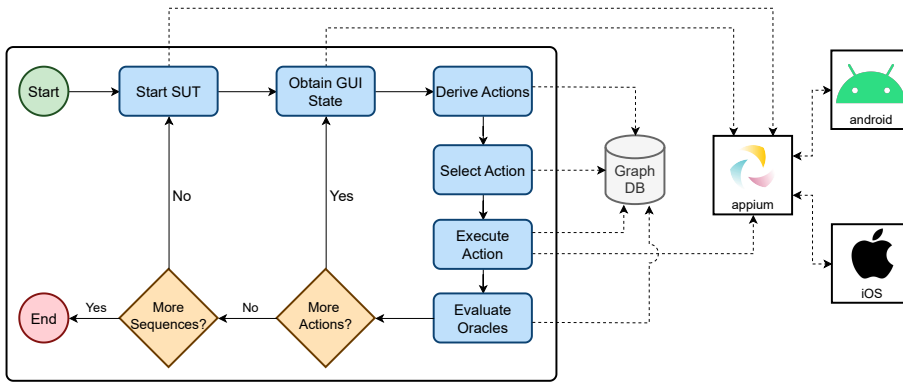 Start
Start SUT
Obtain GUI
State
Derive Actions
Select Action
Graph
DB
appium
android
iOS
No
Yes
Execute
Action
Evaluate
Oracles
More
Actions?
No
More
Sequences?
Yes
End